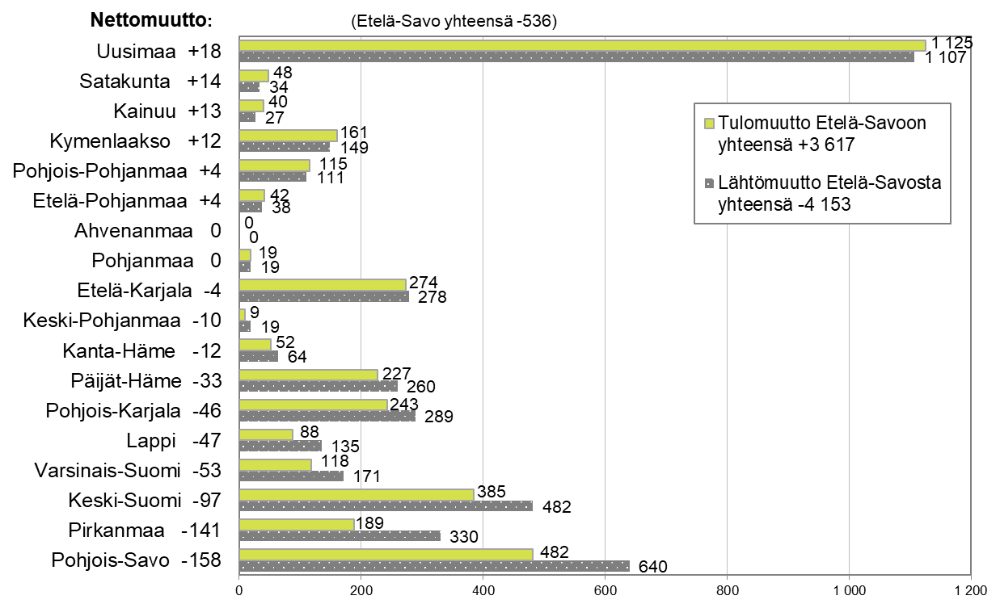 Nettomuutto: (Etelä-Savo yhteensä -536)
Uusimaa +18 1 125
1 107
Satakunta +14 48
34
Kainuu +13 40
27
Kymenlaakso +12 161
149
Pohjois-Pohjanmaa +4 115
111
Etelä-Pohjanmaa +4 42
38
Ahvenanmaa 0 0
0
Pohjanmaa 0 19
19
Etelä-Karjala -4 274
278
Keski-Pohjanmaa -10 9
19
Kanta-Häme -12 52
64
Päijät-Häme -33 227
260
Pohjois-Karjala -46 243
289
Lappi -47 88
135
Varsinais-Suomi -53 118
171
Keski-Suomi -97 385
482
Pirkanmaa -141 189
330
Pohjois-Savo -158 482
640
0 200 400 600 800 1 000 1 200
Tulomuutto Etelä-Savoon
yhteensä +3 617
Lähtömuutto Etelä-Savosta
yhteensä -4 153